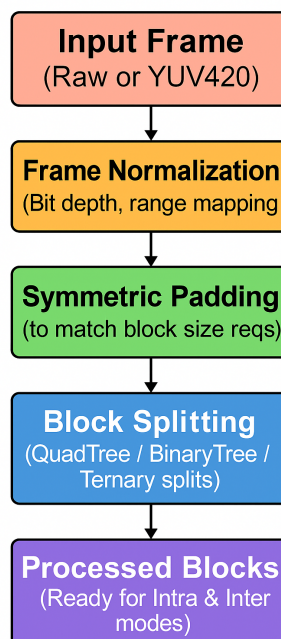 Input Frame
(Raw or YUV420)
Frame Normalization
(Bit depth, range mapping
Symmetric Padding
(to match block size reqs)
Block Splitting
(QuadTree / BinaryTree /
Ternary splits)
Processed Blocks
(Ready for Intra & Inter
modes)